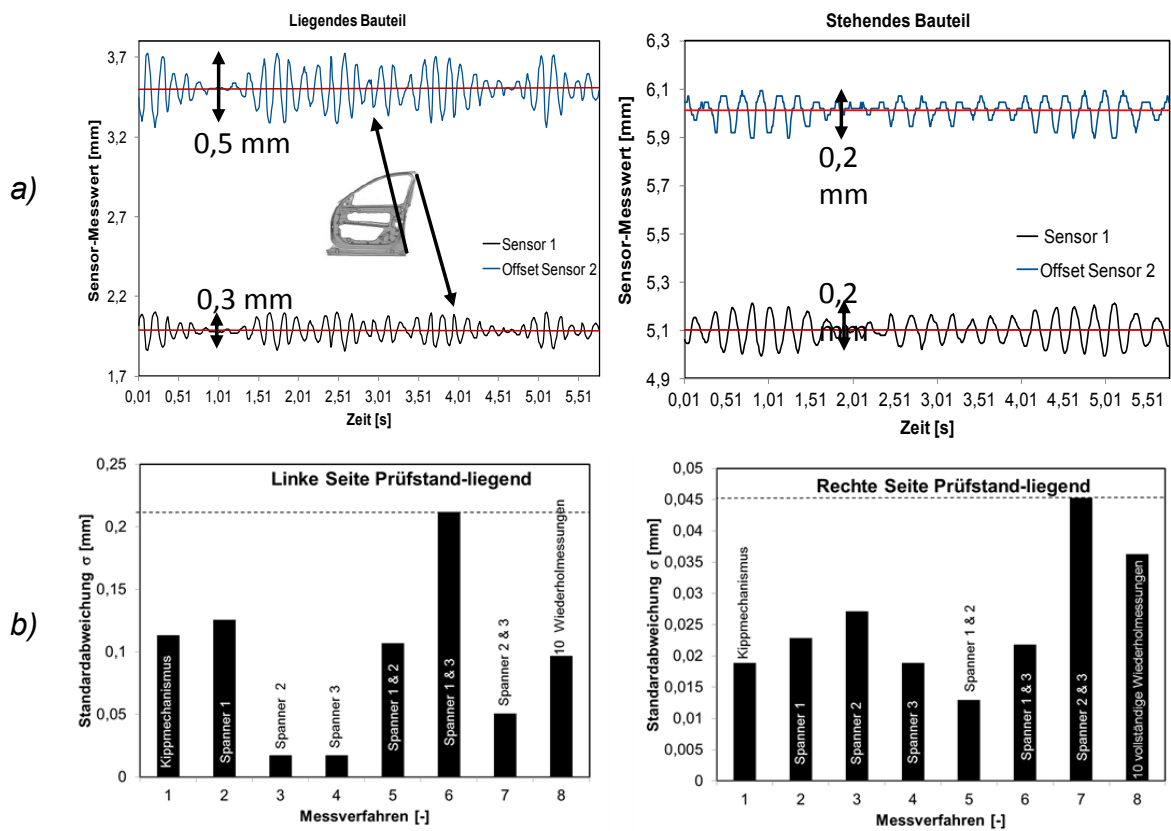 a)
Liegendes Bauteil
Sensor-Messwert [mm]
3,7
3,2
2,7
2,2
1,7
0,5 mm
0,3 mm
Sensor 1
Offset Sensor 2
0,01 0,51 1,01 1,51 2,01 2,51 3,01 3,51 4,01 4,51 5,01 5,51
Zeit [s]
Stehendes Bauteil
Sensor-Messwert [mm]
6,3
6,1
5,9
5,7
5,5
5,3
5,1
4,9
0,2
mm
0,2
mm
Sensor 1
Offset Sensor 2
0,01 0,51 1,01 1,51 2,01 2,51 3,01 3,51 4,01 4,51 5,01 5,51
Zeit [s]
b)
Linke Seite Prüfstand-liegend
Standardabweichung σ [mm]
0,25
0,2
0,15
0,1
0,05
0
Kippmechanismus
Spanner 1
Spanner 2
Spanner 3
Spanner 1 & 2
Spanner 1 & 3
Spanner 2 & 3
10 Wiederholmessungen
1 2 3 4 5 6 7 8
Messverfahren [-]
Rechte Seite Prüfstand-liegend
Standardabweichung σ [mm]
0,05
0,045
0,04
0,035
0,03
0,025
0,02
0,015
0,01
0,005
0
Kippmechanismus
Spanner 1
Spanner 2
Spanner 3
Spanner 1 & 2
Spanner 1 & 3
Spanner 2 & 3
10 vollständige Wiederholmessungen
1 2 3 4 5 6 7 8
Messverfahren [-]